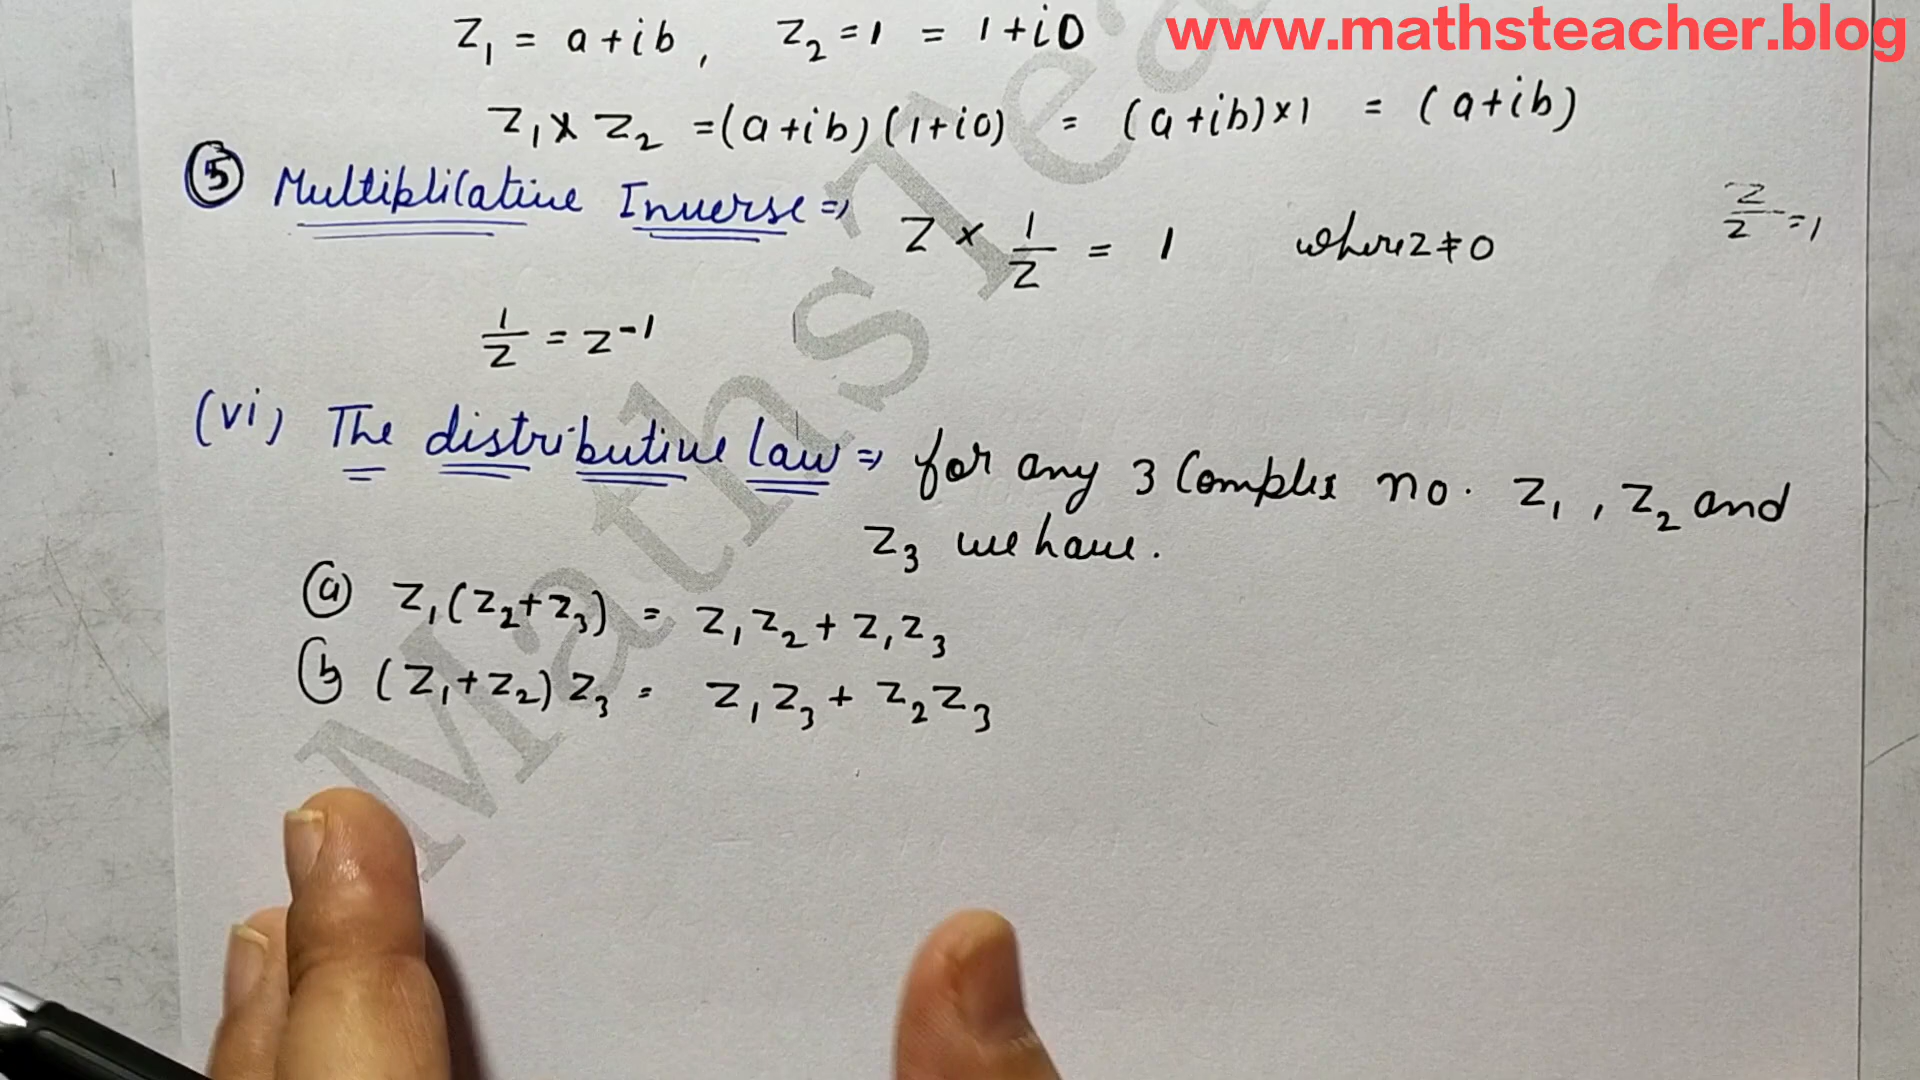 www.mathsteacher.blog
Z₁ = a+ib , Z₂ = 1 = 1+i0
Z₁ × Z₂ = (a+ib)(1+i0) = (a+ib)×1 = (a+ib)
⑤ Multiplicative Inverse ⇒ Z × 1/Z = 1 where z ≠ 0
Z/Z = 1
1/Z = z⁻¹
(vi) The distributive law ⇒ for any 3 Complex no. Z₁ , Z₂ and
Z₃ we have.
ⓐ Z₁(Z₂+Z₃) = Z₁Z₂ + Z₁Z₃
ⓑ (Z₁+Z₂)Z₃ = Z₁Z₃ + Z₂Z₃
Maths Tea